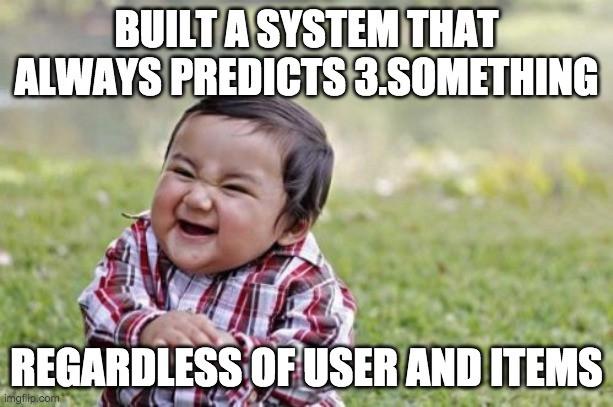 BUILT A SYSTEM THAT
ALWAYS PREDICTS 3.SOMETHING
REGARDLESS OF USER AND ITEMS
imgflip.com